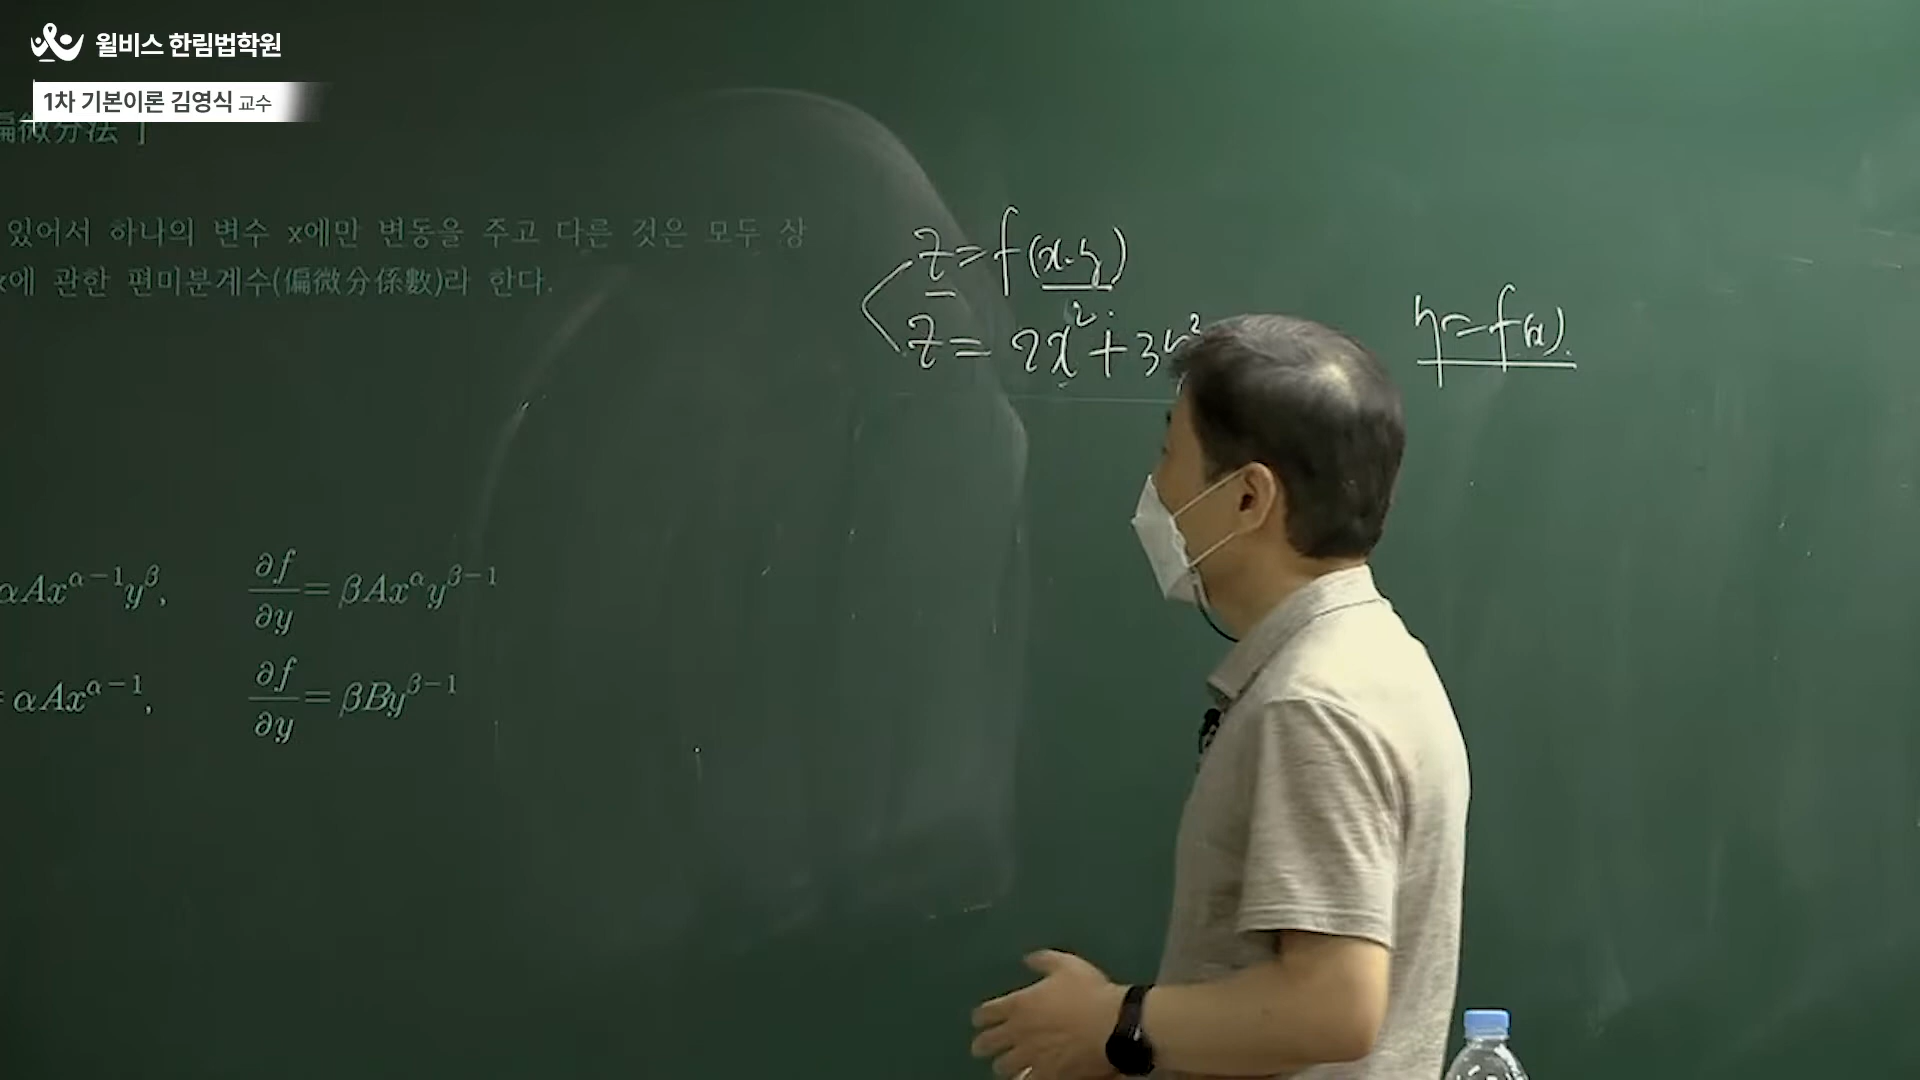 윌비스 한림법학원
1차 기본이론 김영식 교수
偏微分法 ]
있어서 하나의 변수 x에만 변동을 주고 다른 것은 모두 상
x에 관한 편미분계수(偏微分係數)라 한다.
z = f(x.y)
z = 2x²+3y²
y = f(x).
αAx^{α-1}y^β, ∂f/∂y = βAx^αy^{β-1}
= αAx^{α-1}, ∂f/∂y = βBy^{β-1}